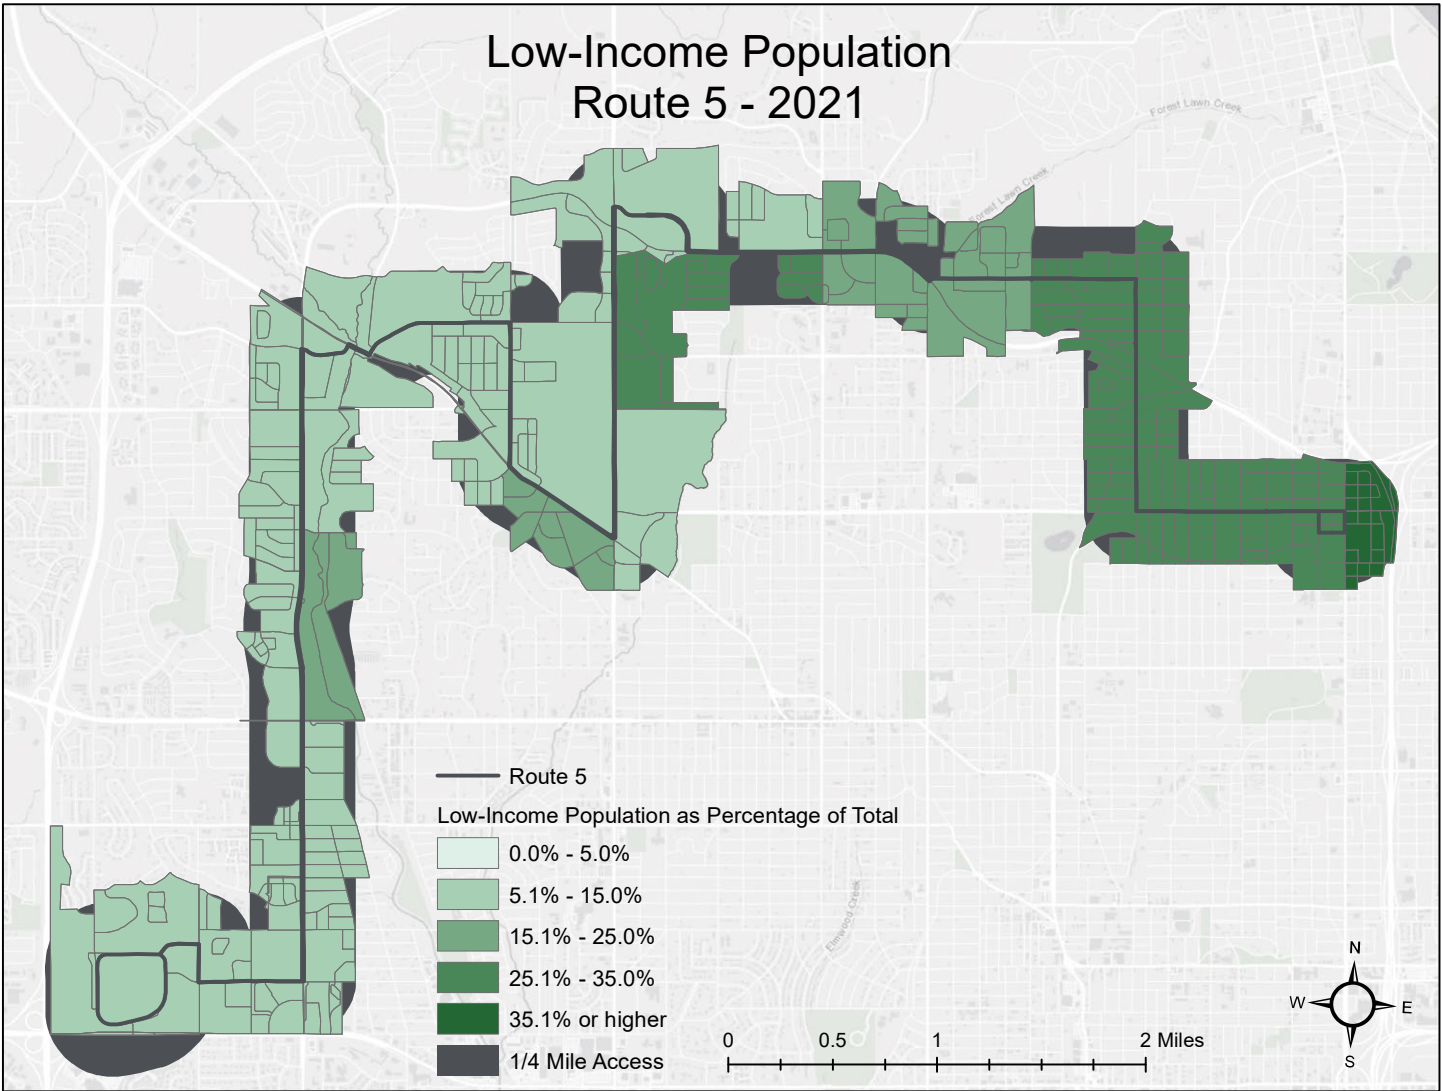 Low-Income Population
Route 5 - 2021
Forest Lawn Creek
Forest Lawn Creek
Route 5
Low-Income Population as Percentage of Total
0.0% - 5.0%
5.1% - 15.0%
15.1% - 25.0%
25.1% - 35.0%
35.1% or higher
1/4 Mile Access
Elmwood Creek
0 0.5 1 2 Miles
N
W E
S